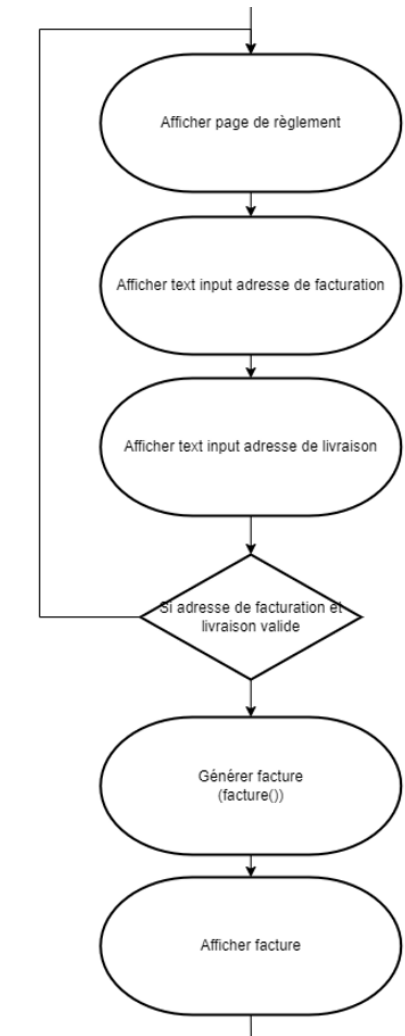 Afficher page de règlement
Afficher text input adresse de facturation
Afficher text input adresse de livraison
Si adresse de facturation et
livraison valide
Générer facture
(facture())
Afficher facture